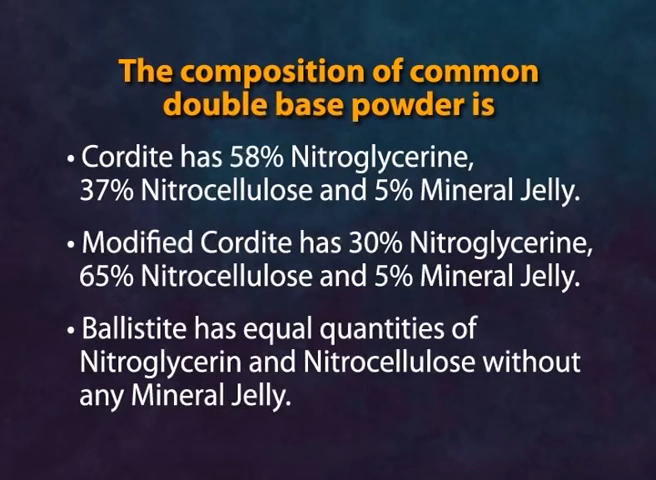 The composition of common
double base powder is
• Cordite has 58% Nitroglycerine,
37% Nitrocellulose and 5% Mineral Jelly.
• Modified Cordite has 30% Nitroglycerine,
65% Nitrocellulose and 5% Mineral Jelly.
• Ballistite has equal quantities of
Nitroglycerin and Nitrocellulose without
any Mineral Jelly.